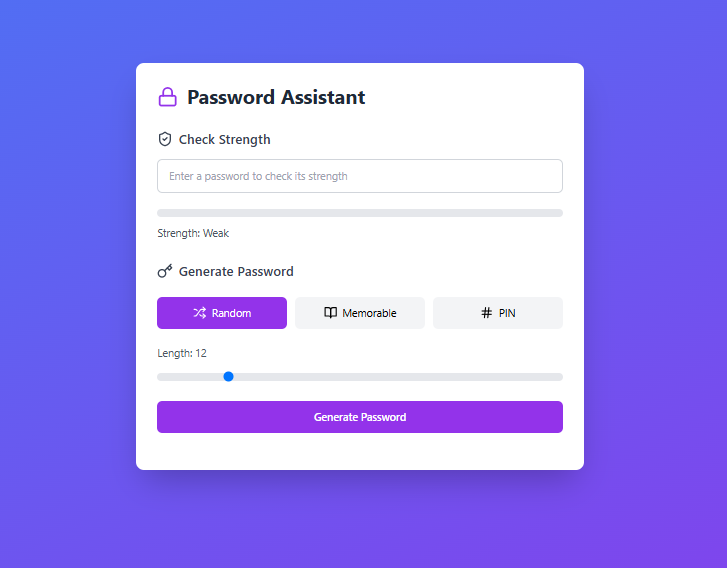 Password Assistant
Check Strength
Enter a password to check its strength
Strength: Weak
Generate Password
Random
Memorable
PIN
Length: 12
Generate Password